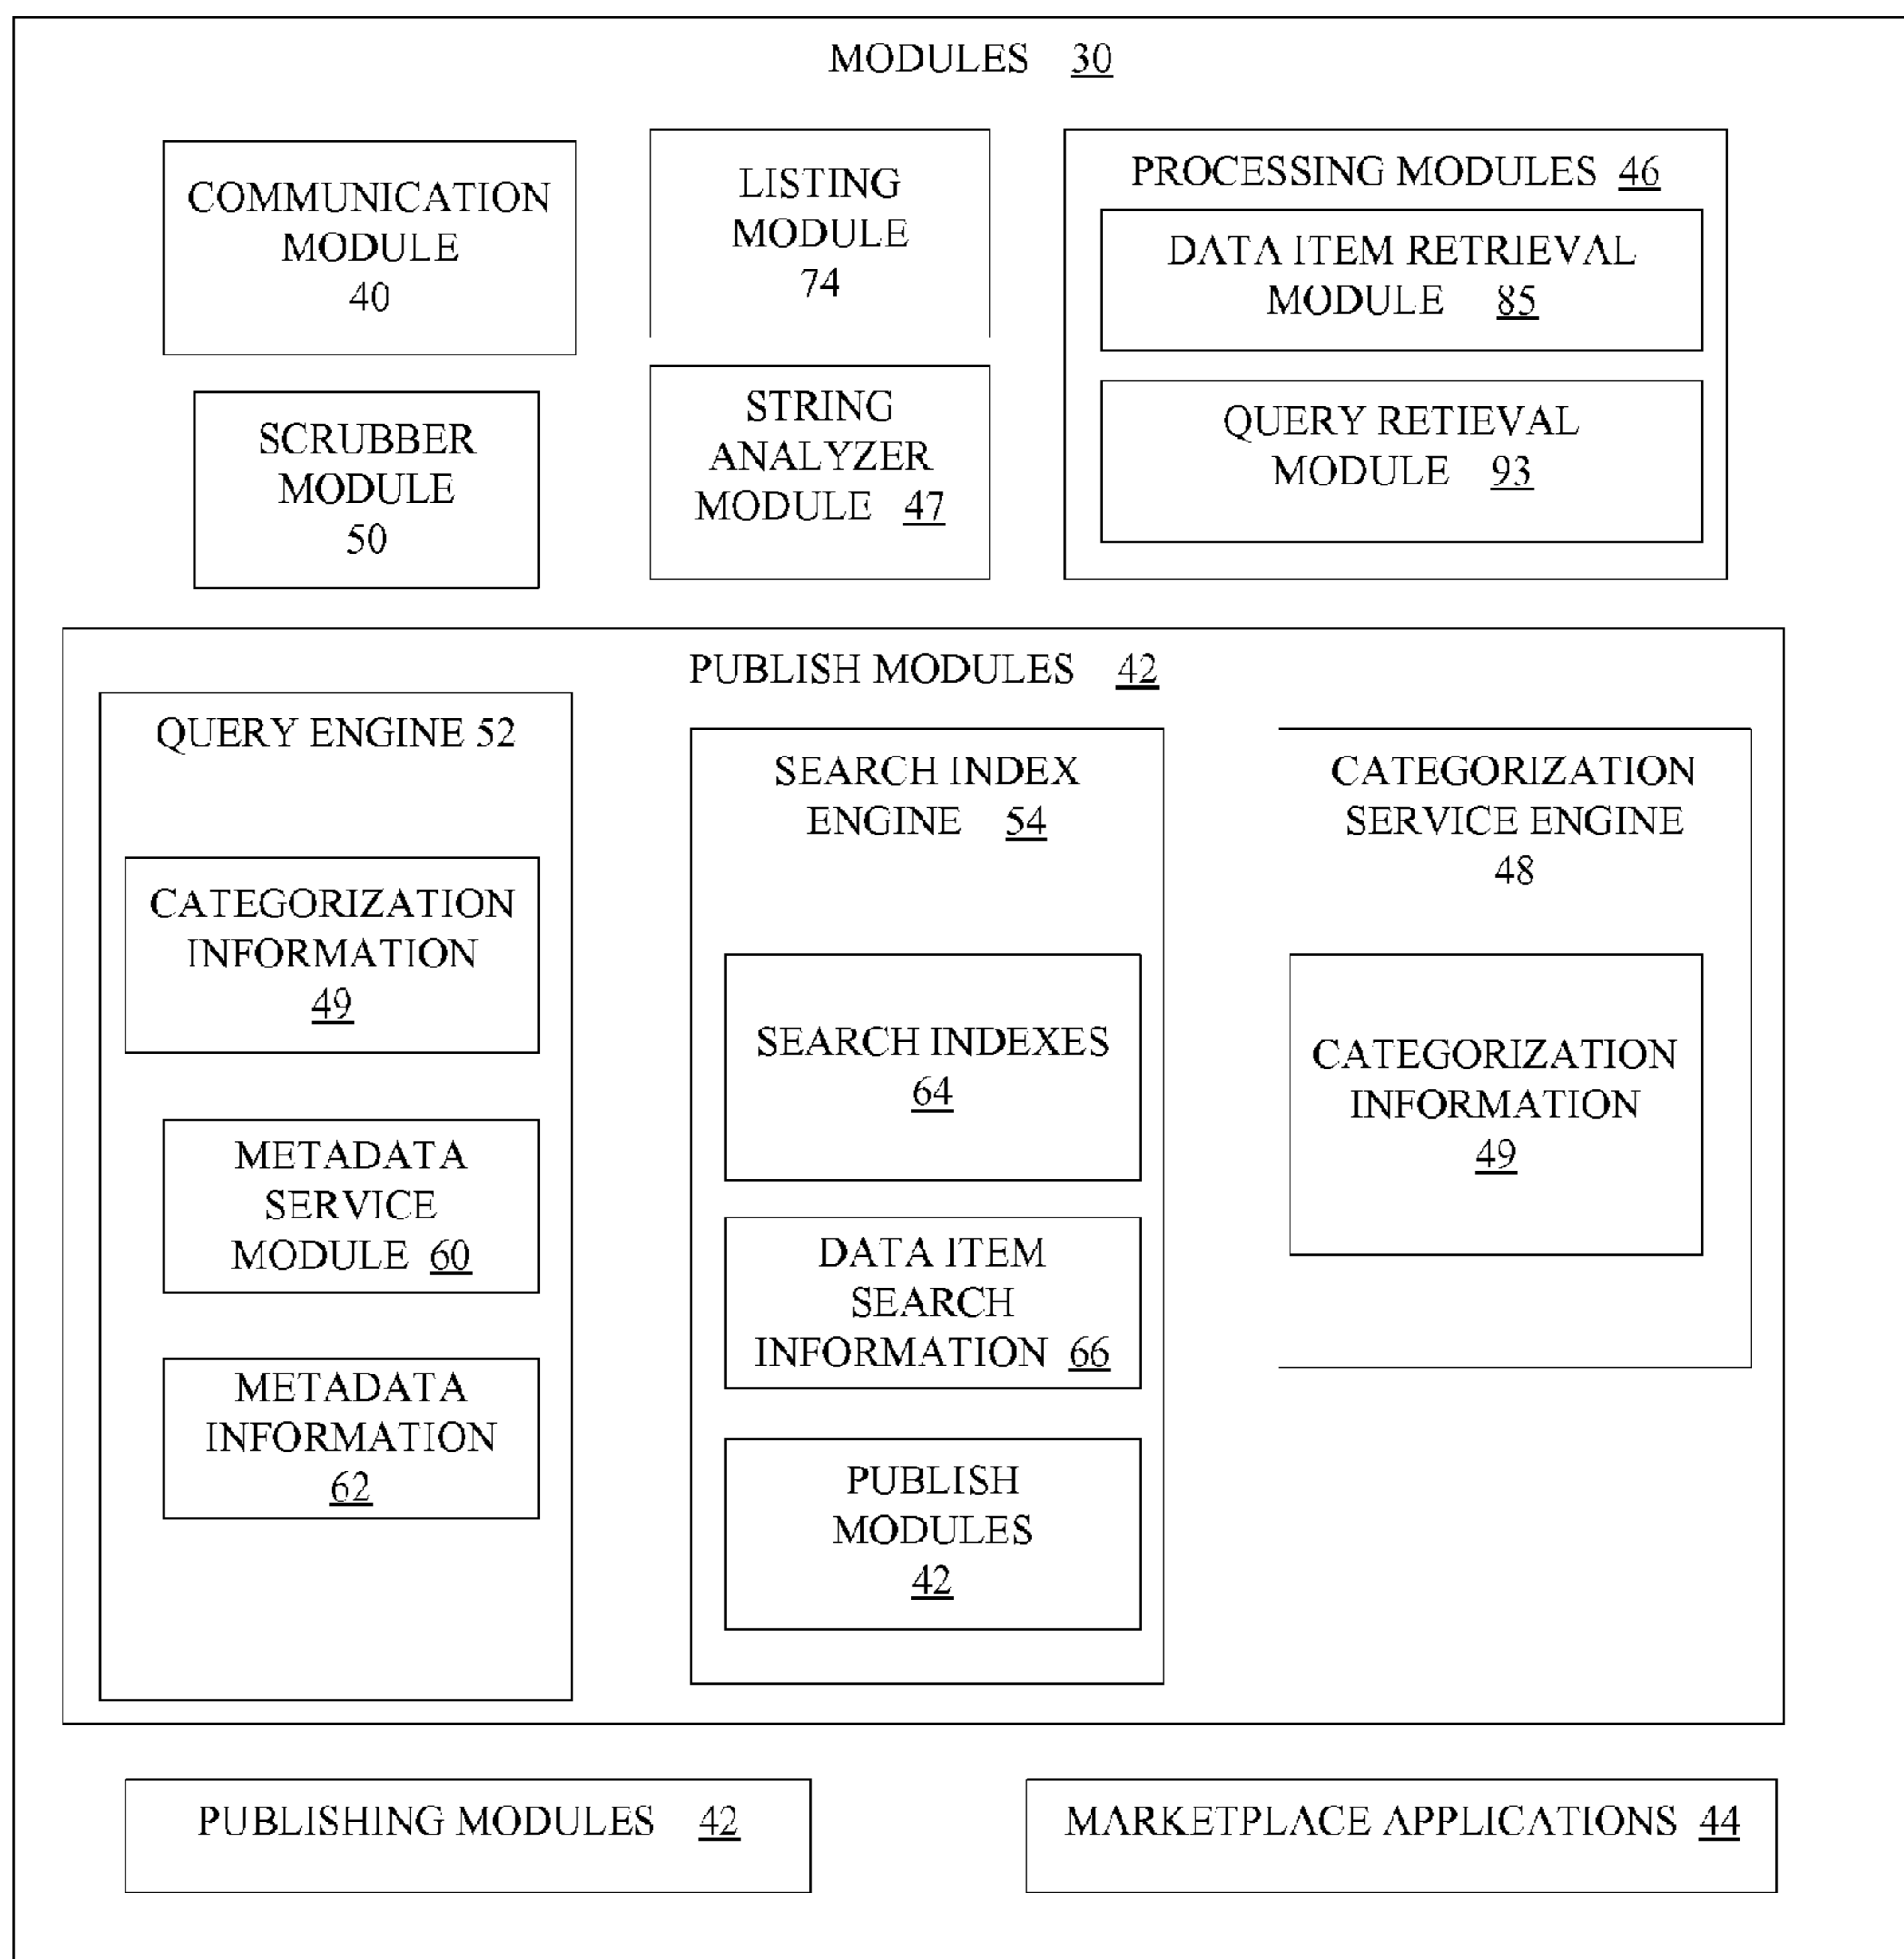 MODULES 30
COMMUNICATION
MODULE
40
LISTING
MODULE
74
PROCESSING MODULES 46
DATA ITEM RETRIEVAL
MODULE 85
SCRUBBER
MODULE
50
STRING
ANALYZER
MODULE 47
QUERY RETIEVAL
MODULE 93
PUBLISH MODULES 42
QUERY ENGINE 52
CATEGORIZATION
INFORMATION
49
METADATA
SERVICE
MODULE 60
METADATA
INFORMATION
62
SEARCH INDEX
ENGINE 54
SEARCH INDEXES
64
DATA ITEM
SEARCH
INFORMATION 66
PUBLISH
MODULES
42
CATEGORIZATION
SERVICE ENGINE
48
CATEGORIZATION
INFORMATION
49
PUBLISHING MODULES 42
MARKETPLACE APPLICATIONS 44